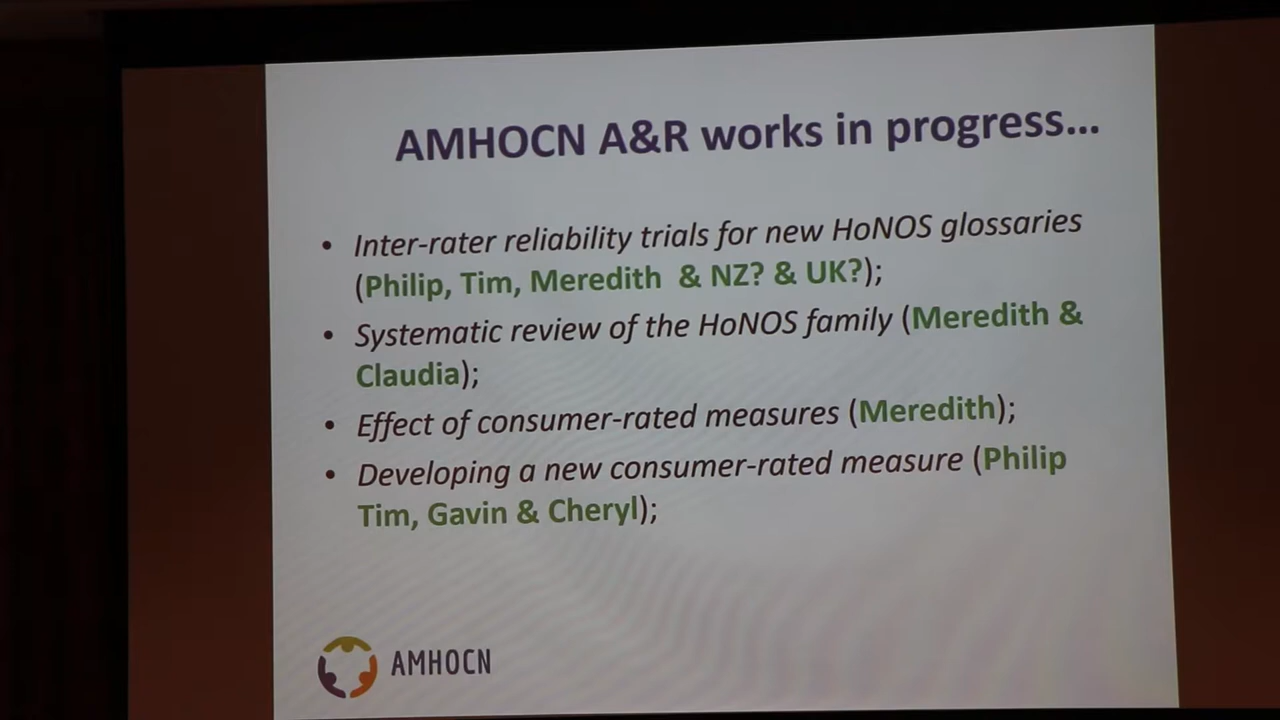 AMHOCN A&R works in progress...
• Inter-rater reliability trials for new HoNOS glossaries
(Philip, Tim, Meredith & NZ? & UK?);
• Systematic review of the HoNOS family (Meredith &
Claudia);
• Effect of consumer-rated measures (Meredith);
• Developing a new consumer-rated measure (Philip
Tim, Gavin & Cheryl);
AMHOCN